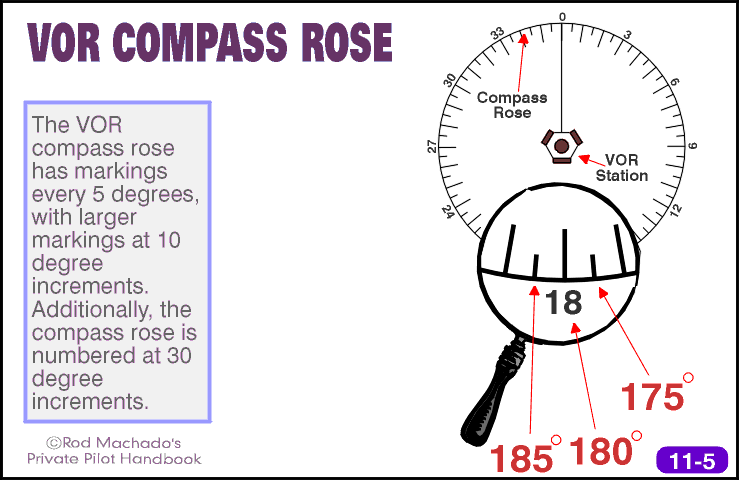 VOR COMPASS ROSE
The VOR
compass rose
has markings
every 5 degrees,
with larger
markings at 10
degree
increments.
Additionally, the
compass rose is
numbered at 30
degree
increments.
©Rod Machado's
Private Pilot Handbook
0
3
6
9
12
24
27
30
33
Compass
Rose
VOR
Station
18
175°
185°
180°
11-5